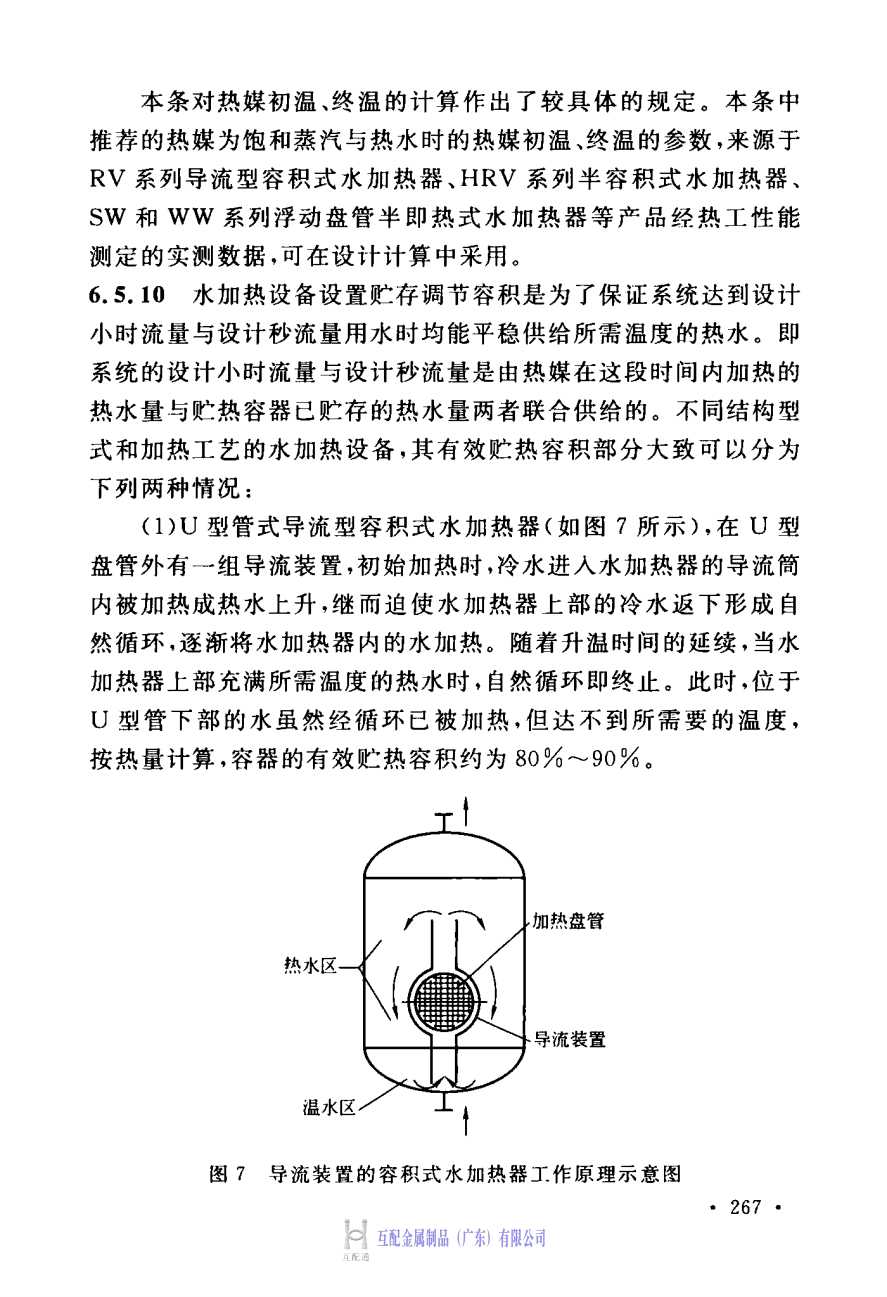 本条对热媒初温、终温的计算作出了较具体的规定。本条中
推荐的热媒为饱和蒸汽与热水时的热媒初温、终温的参数,来源于
RV 系列导流型容积式水加热器、HRV 系列半容积式水加热器、
SW 和 WW 系列浮动盘管半即热式水加热器等产品经热工性能
测定的实测数据,可在设计计算中采用。
6.5.10 水加热设备设置贮存调节容积是为了保证系统达到设计
小时流量与设计秒流量用水时均能平稳供给所需温度的热水。即
系统的设计小时流量与设计秒流量是由热媒在这段时间内加热的
热水量与贮热容器已贮存的热水量两者联合供给的。不同结构型
式和加热工艺的水加热设备,其有效贮热容积部分大致可以分为
下列两种情况:
(1)U 型管式导流型容积式水加热器(如图 7 所示),在 U 型
盘管外有一组导流装置,初始加热时,冷水进入水加热器的导流筒
内被加热成热水上升,继而迫使水加热器上部的冷水返下形成自
然循环,逐渐将水加热器内的水加热。随着升温时间的延续,当水
加热器上部充满所需温度的热水时,自然循环即终止。此时,位于
U 型管下部的水虽然经循环已被加热,但达不到所需要的温度,
按热量计算,容器的有效贮热容积约为 80%~90%。
加热盘管
热水区
导流装置
温水区
图 7 导流装置的容积式水加热器工作原理示意图
· 267 ·
互配金属制品(广东)有限公司
互配通